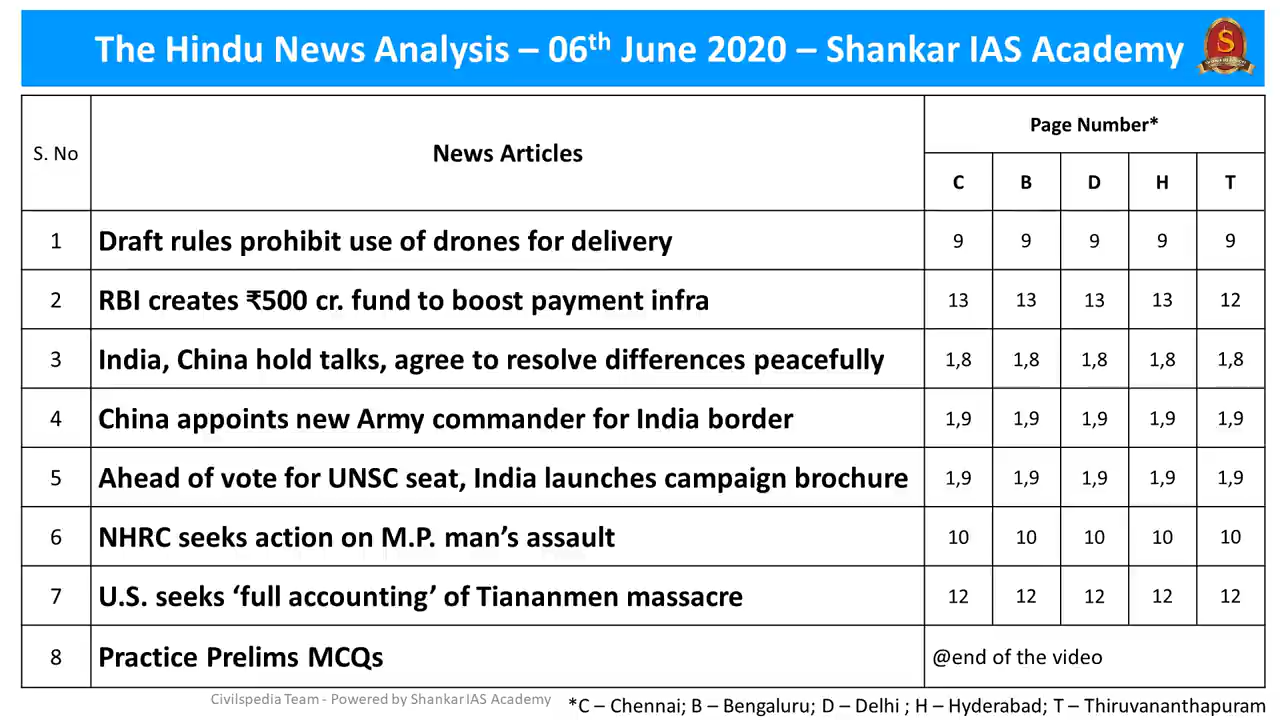 The Hindu News Analysis – 06th June 2020 – Shankar IAS Academy
S. No News Articles Page Number*
C B D H T
1 Draft rules prohibit use of drones for delivery 9 9 9 9 9
2 RBI creates ₹500 cr. fund to boost payment infra 13 13 13 13 12
3 India, China hold talks, agree to resolve differences peacefully 1,8 1,8 1,8 1,8 1,8
4 China appoints new Army commander for India border 1,9 1,9 1,9 1,9 1,9
5 Ahead of vote for UNSC seat, India launches campaign brochure 1,9 1,9 1,9 1,9 1,9
6 NHRC seeks action on M.P. man’s assault 10 10 10 10 10
7 U.S. seeks ‘full accounting’ of Tiananmen massacre 12 12 12 12 12
8 Practice Prelims MCQs @end of the video
Civilspedia Team - Powered by Shankar IAS Academy *C – Chennai; B – Bengaluru; D – Delhi ; H – Hyderabad; T – Thiruvananthapuram